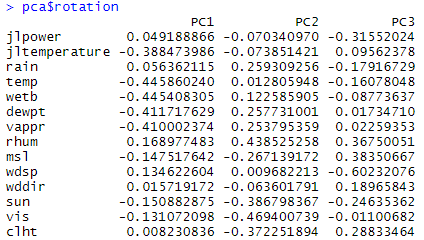 > pca$rotation
                      PC1          PC2         PC3
jlpower        0.049188866 -0.070340970 -0.31552024
jltemperature -0.388473986 -0.073851421  0.09562378
rain           0.056362115  0.259309256 -0.17916729
temp          -0.445860240  0.012805948 -0.16078048
wetb          -0.445408305  0.122585905 -0.08773637
dewpt         -0.411717629  0.257731001  0.01734710
vappr         -0.410002374  0.253795359  0.02259353
rhum           0.168977483  0.438525258  0.36750051
msl           -0.147517642 -0.267139172  0.38350667
wdsp           0.134622604  0.009682213 -0.60232076
wddir          0.015719172 -0.063601791  0.18965843
sun           -0.150882875 -0.386798367 -0.24635362
vis           -0.131072098 -0.469400739 -0.01100682
clht           0.008230836 -0.372251894  0.28833464